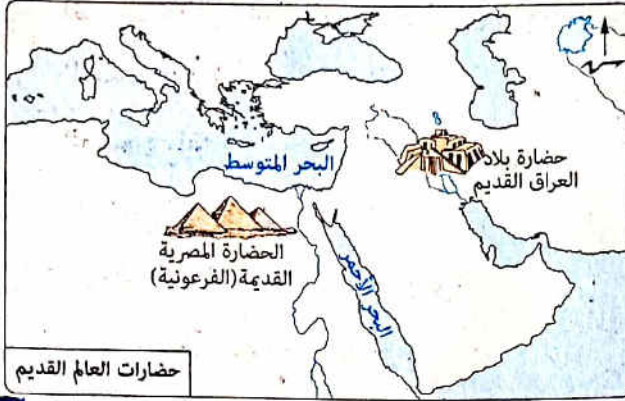 البحر المتوسط
حضارة بلاد
العراق القديم
الحضارة المصرية
القديمة (الفرعونية)
البحر الأحمر
حضارات العالم القديم